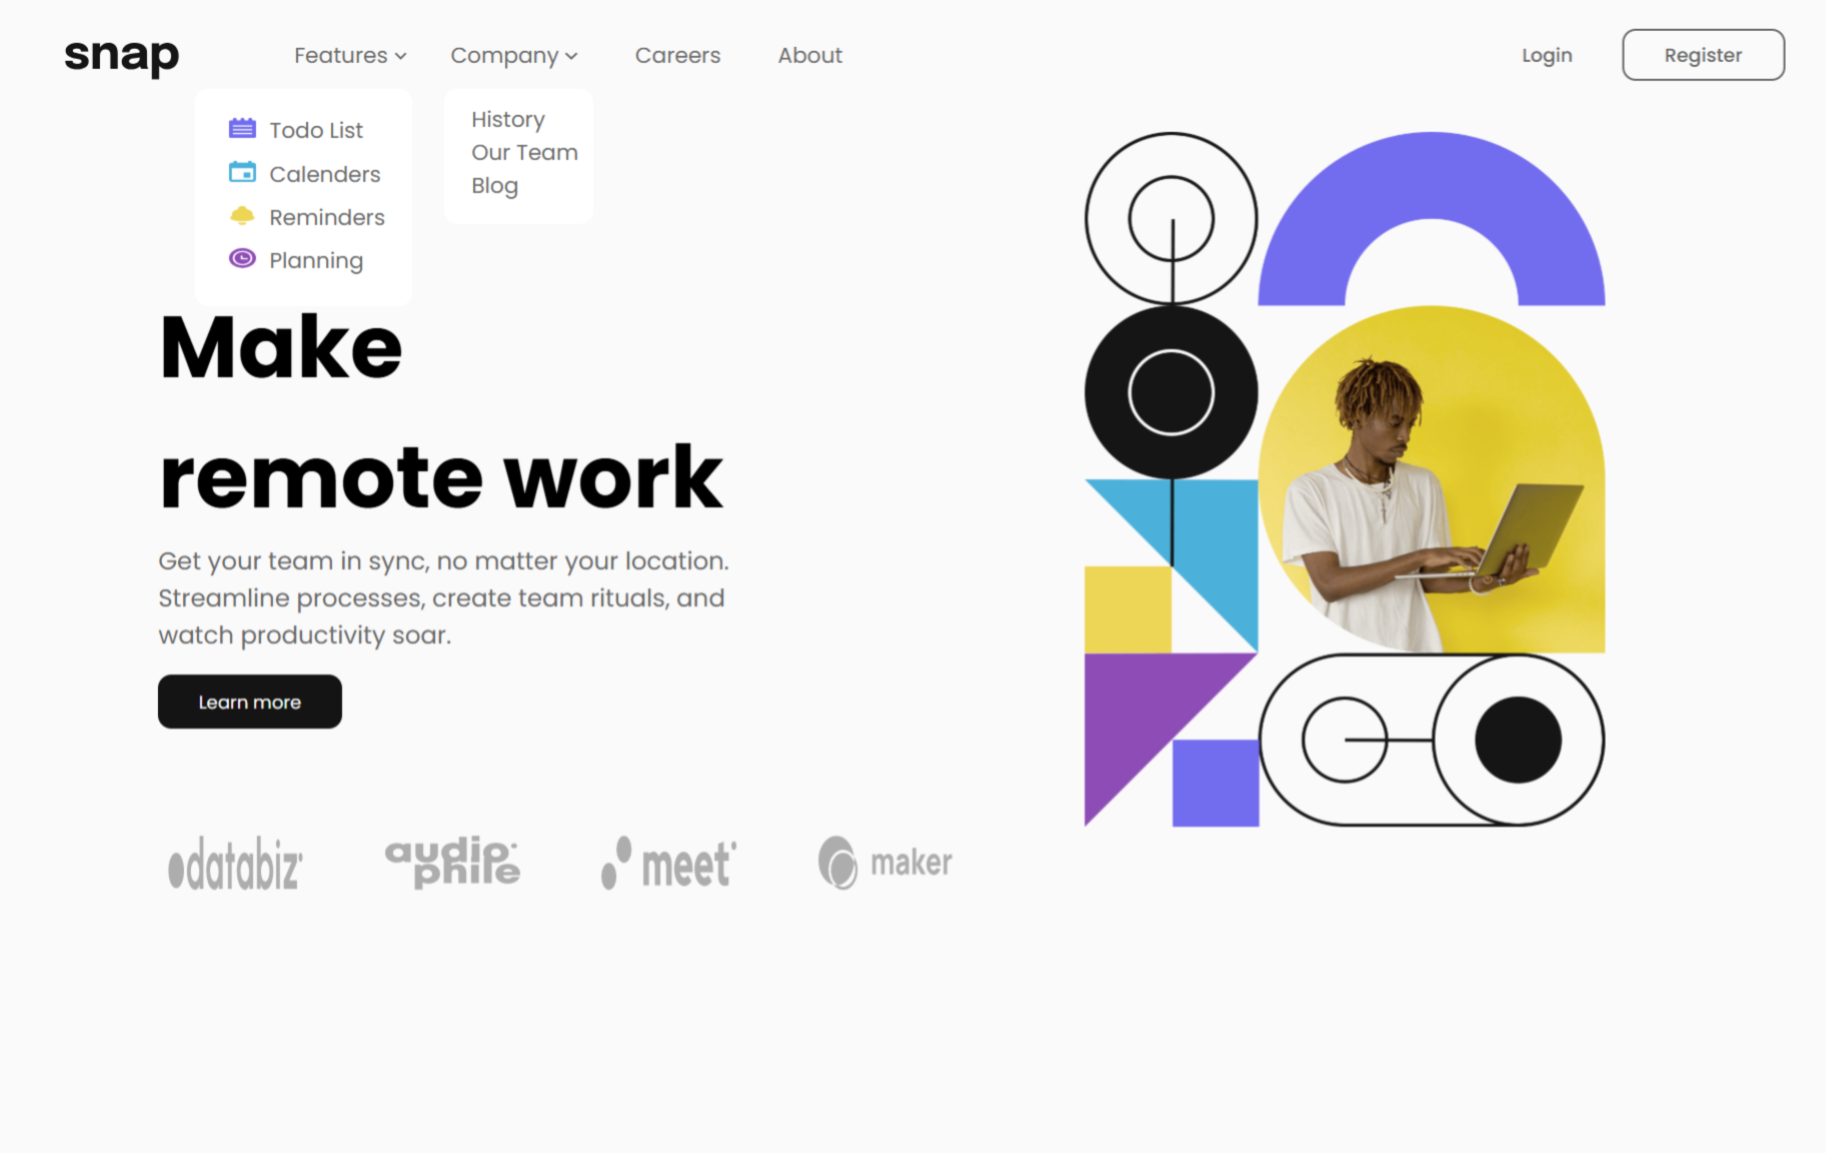 snap
Features
Company
Careers
About
Login
Register
Todo List
Calenders
Reminders
Planning
History
Our Team
Blog
Make
remote work
Get your team in sync, no matter your location.
Streamline processes, create team rituals, and
watch productivity soar.
Learn more
databiz
audio
phile
meet
maker